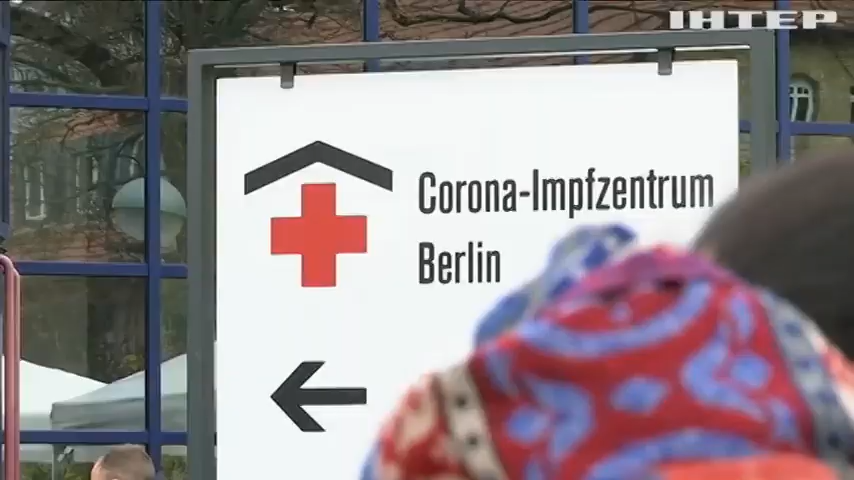 ІНТЕР
Corona-Impfzentrum
Berlin